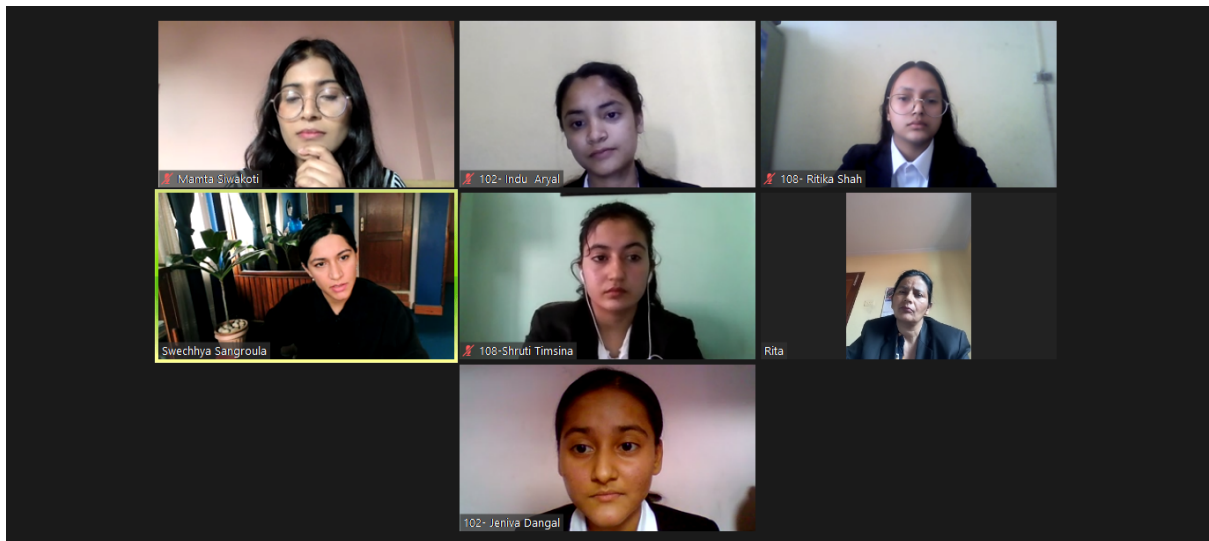 Mamta Siwakoti
102- Indu Aryal
108- Ritika Shah
Swechhya Sangroula
108-Shruti Timsina
Rita
102- Jeniva Dangal